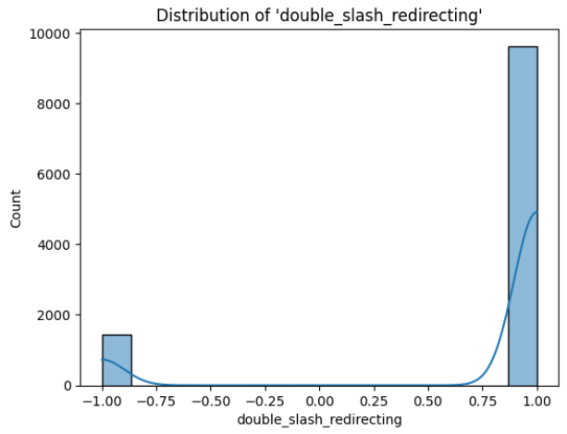 Distribution of 'double_slash_redirecting'
10000
8000
6000
4000
2000
0
Count
−1.00 −0.75 −0.50 −0.25 0.00 0.25 0.50 0.75 1.00
double_slash_redirecting